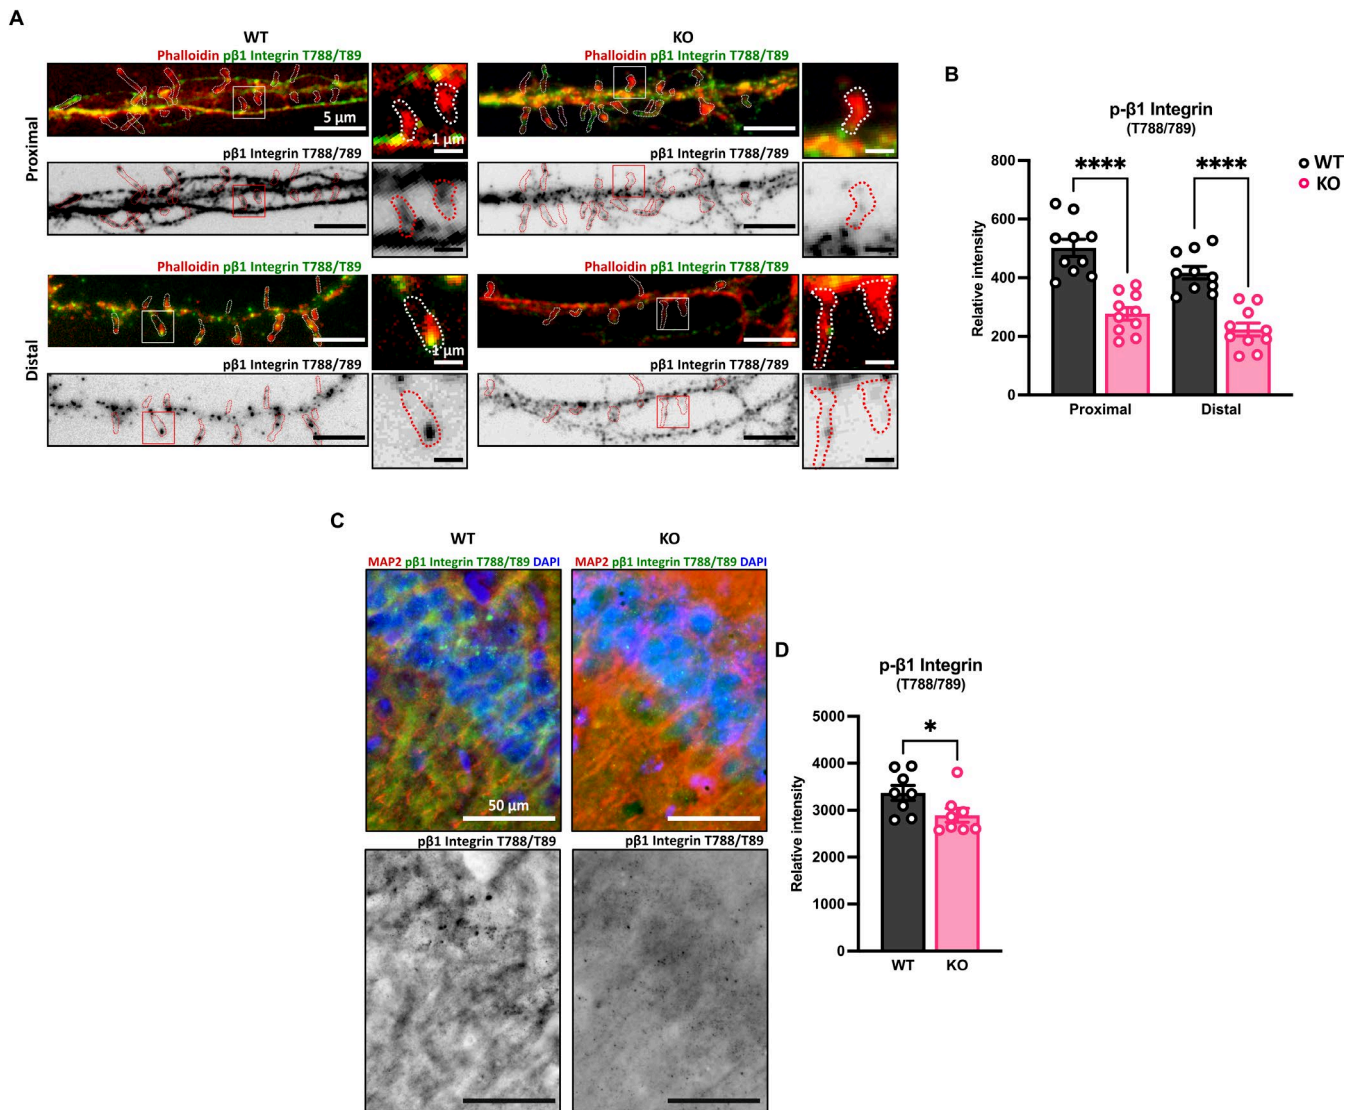 A
WT
KO
Phalloidin pβ1 Integrin T788/T89
Phalloidin pβ1 Integrin T788/T89
Proximal
5 µm
1 µm
pβ1 Integrin T788/789
pβ1 Integrin T788/789
Phalloidin pβ1 Integrin T788/T89
Phalloidin pβ1 Integrin T788/T89
Distal
1 µm
pβ1 Integrin T788/789
pβ1 Integrin T788/789
B
p-β1 Integrin
(T788/789)
800
600
400
200
0
Relative intensity
**** ****
WT
KO
Proximal Distal
C
WT
KO
MAP2 pβ1 Integrin T788/T89 DAPI
MAP2 pβ1 Integrin T788/T89 DAPI
50 µm
pβ1 Integrin T788/T89
pβ1 Integrin T788/T89
D
p-β1 Integrin
(T788/789)
5000
4000
3000
2000
1000
0
Relative intensity
*
WT KO